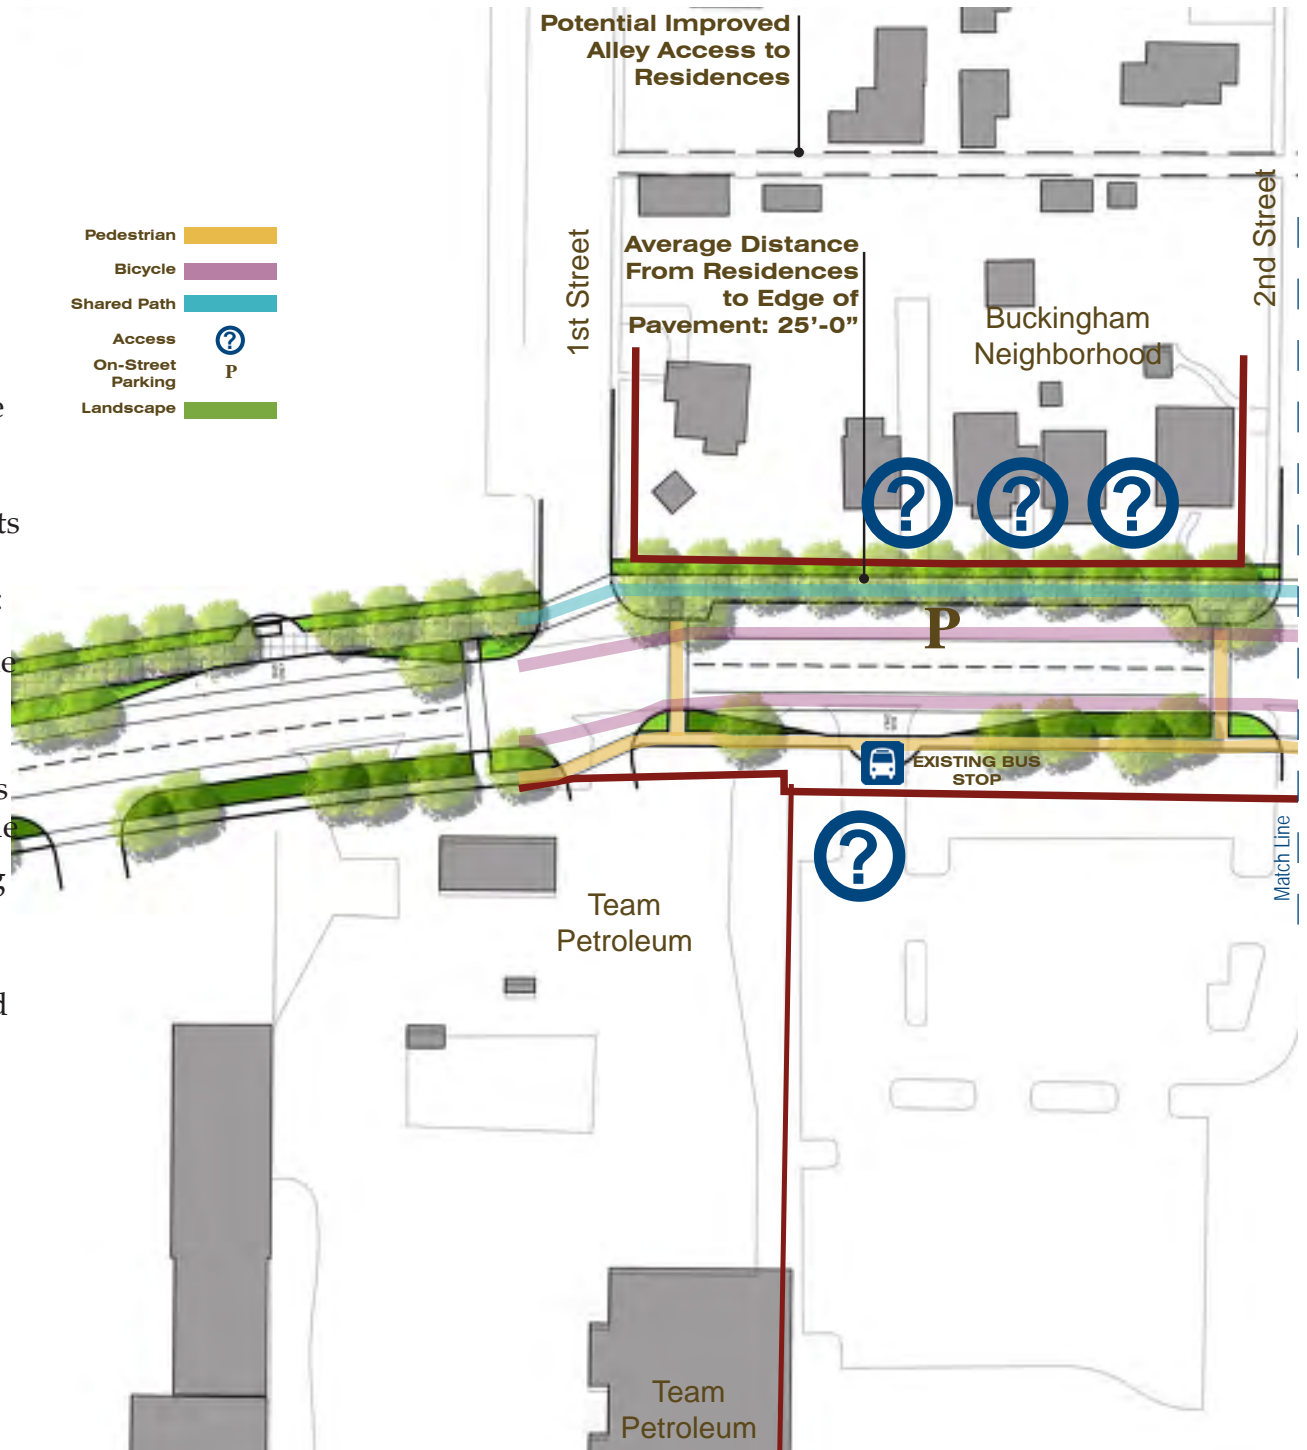 Potential Improved
Alley Access to
Residences
Pedestrian
Bicycle
Shared Path
Access
?
On-Street
Parking
P
Landscape
1st Street
2nd Street
Average Distance
From Residences
to Edge of
Pavement: 25’-0”
Buckingham
Neighborhood
? ? ?
e
ts
e
s
e
g
d
P
EXISTING BUS
STOP
?
Match Line
Team
Petroleum
Team
Petroleum